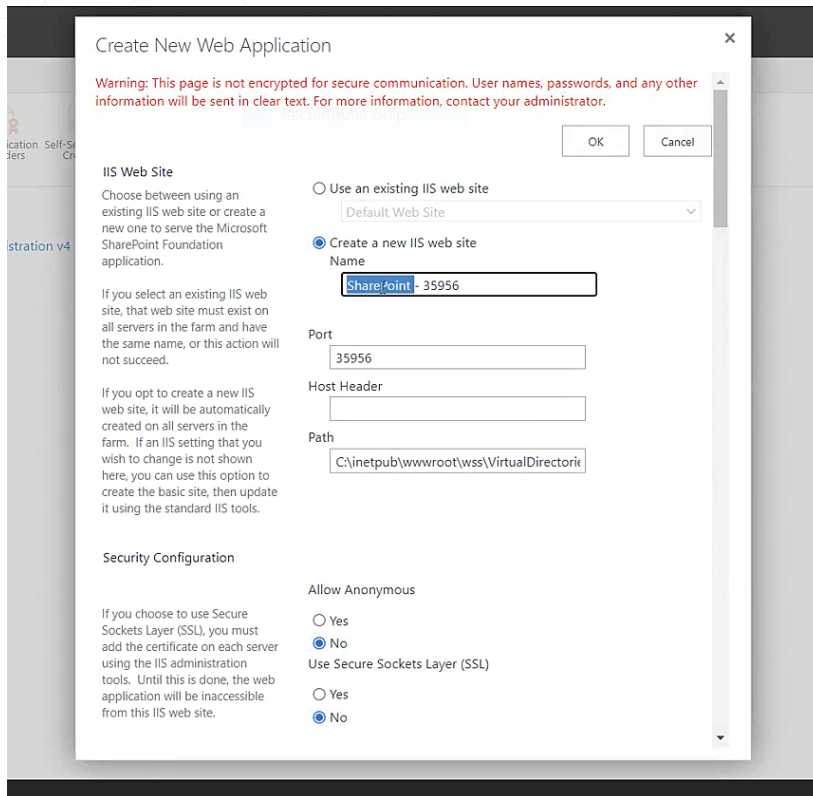 Create New Web Application
Warning: This page is not encrypted for secure communication. User names, passwords, and any other
information will be sent in clear text. For more information, contact your administrator.
Rectangular Snip
ication Self-Se
ders Cr
OK Cancel
IIS Web Site
Choose between using an
existing IIS web site or create a
new one to serve the Microsoft
SharePoint Foundation
application.
If you select an existing IIS web
site, that web site must exist on
all servers in the farm and have
the same name, or this action will
not succeed.
If you opt to create a new IIS
web site, it will be automatically
created on all servers in the
farm. If an IIS setting that you
wish to change is not shown
here, you can use this option to
create the basic site, then update
it using the standard IIS tools.
stration v4
Use an existing IIS web site
Default Web Site
Create a new IIS web site
Name
SharePoint - 35956
Port
35956
Host Header
Path
C:\inetpub\wwwroot\wss\VirtualDirectorie
Security Configuration
If you choose to use Secure
Sockets Layer (SSL), you must
add the certificate on each server
using the IIS administration
tools. Until this is done, the web
application will be inaccessible
from this IIS web site.
Allow Anonymous
Yes
No
Use Secure Sockets Layer (SSL)
Yes
No